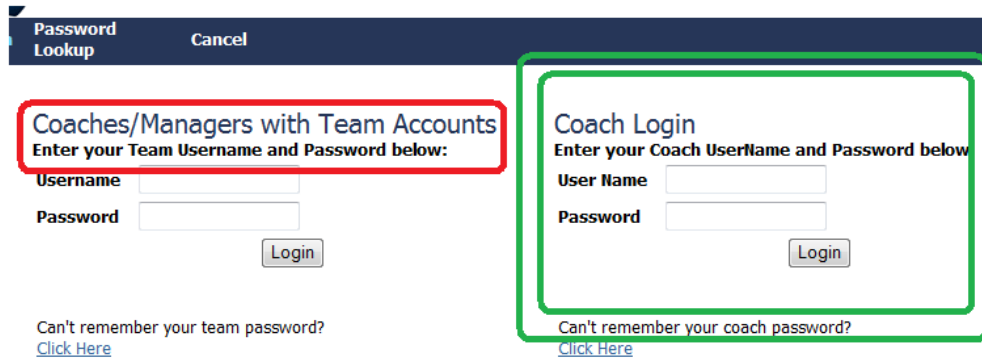 Password
Lookup
Cancel
Coaches/Managers with Team Accounts
Enter your Team Username and Password below:
Username
Password
Login
Can't remember your team password?
Click Here
Coach Login
Enter your Coach UserName and Password below
User Name
Password
Login
Can't remember your coach password?
Click Here